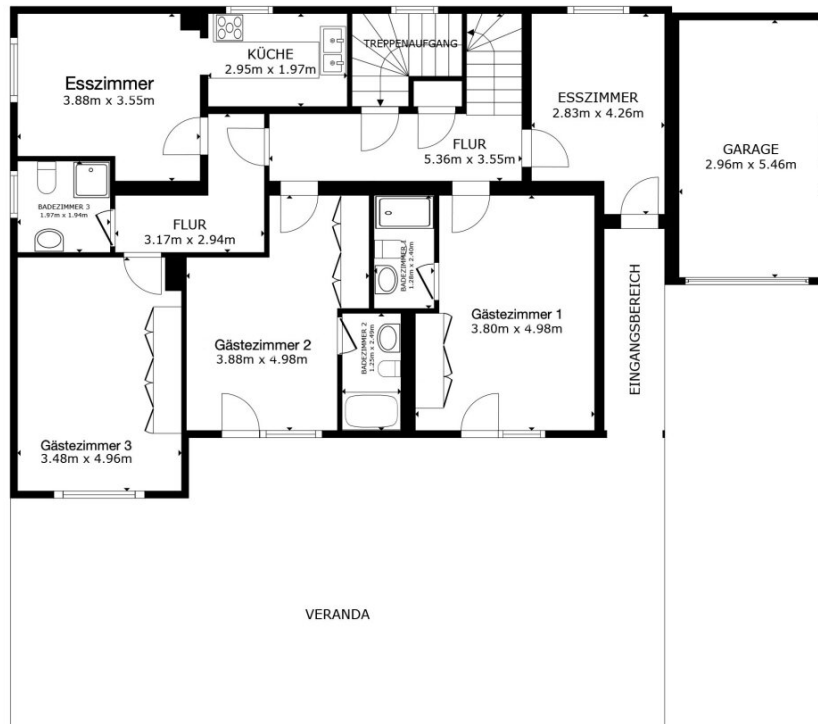 KÜCHE
2.95m x 1.97m
TREPPENAUFGANG
Esszimmer
3.88m x 3.55m
ESSZIMMER
2.83m x 4.26m
FLUR
5.36m x 3.55m
GARAGE
2.96m x 5.46m
BADEZIMMER 3
1.97m x 1.94m
FLUR
3.17m x 2.94m
BADEZIMMER
1.28m x 2.40m
Gästezimmer 1
3.80m x 4.98m
Gästezimmer 2
3.88m x 4.98m
BADEZIMMER 2
1.25m x 2.49m
EINGANGSBEREICH
Gästezimmer 3
3.48m x 4.96m
VERANDA